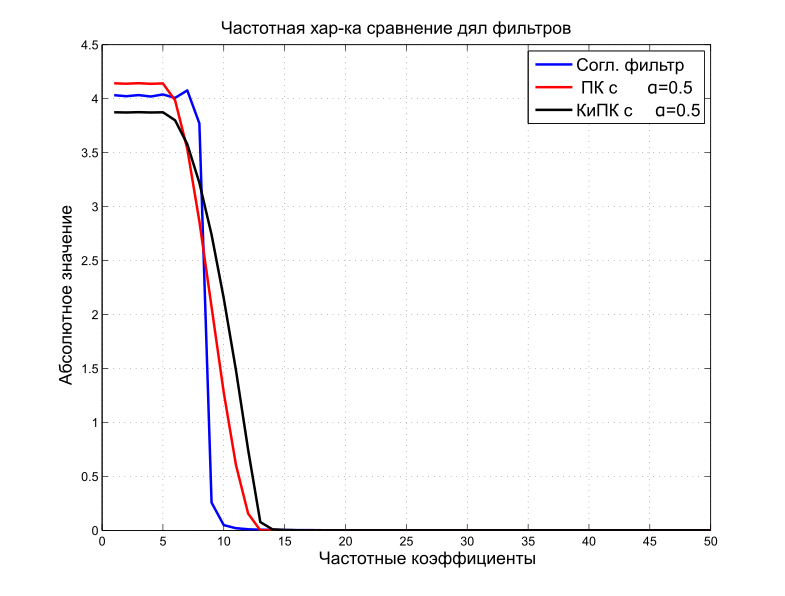 Частотная хар-ка сравнение дял фильтров
4.5
4
3.5
3
2.5
2
1.5
1
0.5
0
Абсолютное значение
Согл. фильтр
ПК с α=0.5
КиПК с α=0.5
0 5 10 15 20 25 30 35 40 45 50
Частотные коэффициенты